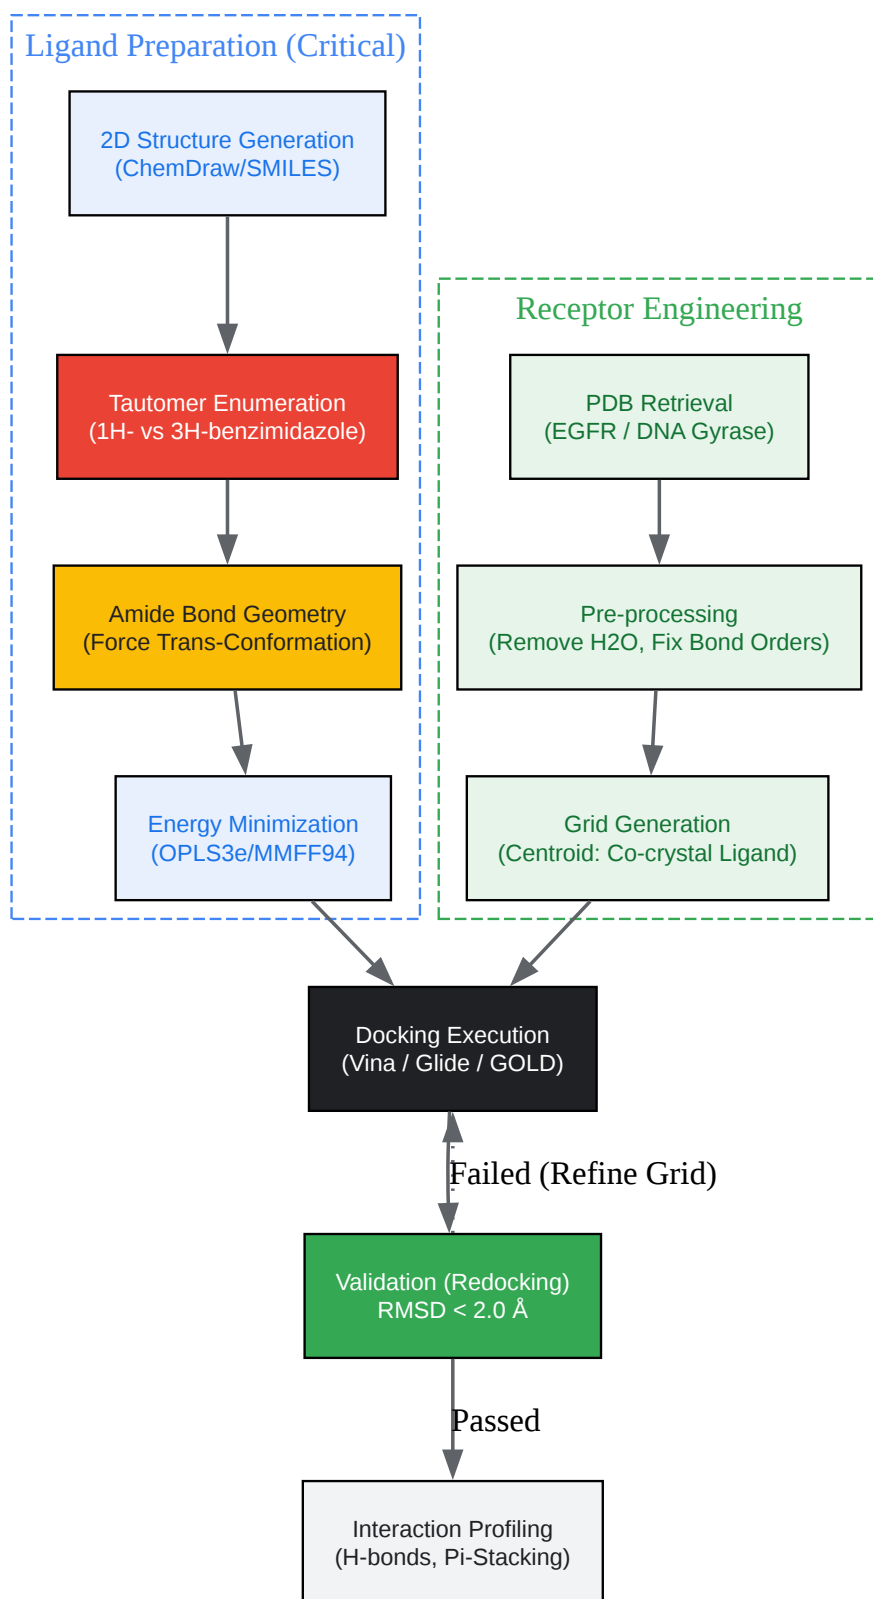 Ligand Preparation (Critical)
2D Structure Generation
(ChemDraw/SMILES)
Tautomer Enumeration
(1H- vs 3H-benzimidazole)
Amide Bond Geometry
(Force Trans-Conformation)
Energy Minimization
(OPLS3e/MMFF94)
Receptor Engineering
PDB Retrieval
(EGFR / DNA Gyrase)
Pre-processing
(Remove H2O, Fix Bond Orders)
Grid Generation
(Centroid: Co-crystal Ligand)
Docking Execution
(Vina / Glide / GOLD)
Failed (Refine Grid)
Validation (Redocking)
RMSD < 2.0 Å
Passed
Interaction Profiling
(H-bonds, Pi-Stacking)